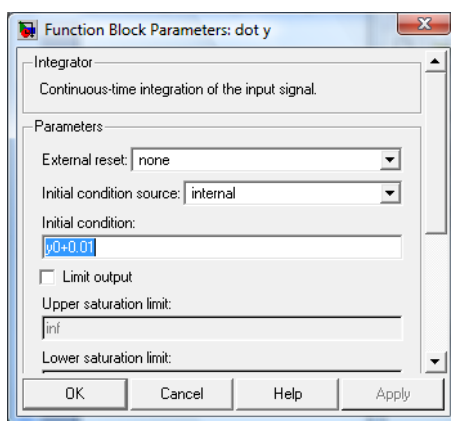 Function Block Parameters: dot y
Integrator
Continuous-time integration of the input signal.
Parameters
External reset: none
Initial condition source: internal
Initial condition:
y0+0.01
Limit output
Upper saturation limit:
inf
Lower saturation limit:
OK Cancel Help Apply